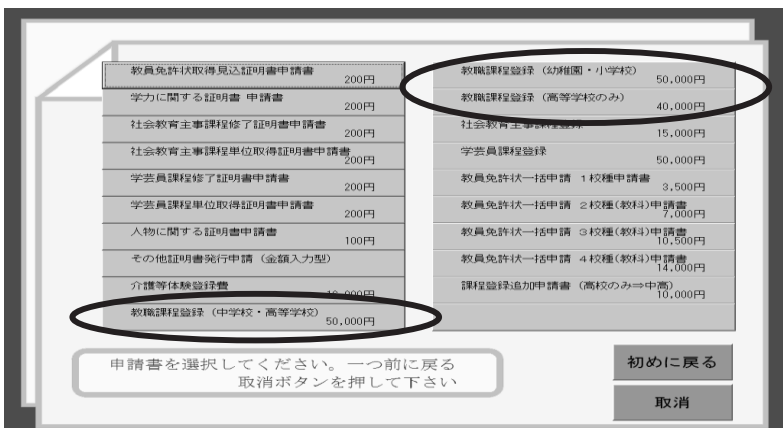 教員免許状取得見込証明書申請書
200円
学力に関する証明書 申請書
200円
社会教育主事課程修了証明書申請書
200円
社会教育主事課程単位取得証明書申請書
200円
学芸員課程修了証明書申請書
200円
学芸員課程単位取得証明書申請書
200円
人物に関する証明書申請書
100円
その他証明書発行申請（金額入力型）
介護等体験登録費
10,000円
教職課程登録（中学校・高等学校）
50,000円
教職課程登録（幼稚園・小学校）
50,000円
教職課程登録（高等学校のみ）
40,000円
社会教育主事課程登録
15,000円
学芸員課程登録
50,000円
教員免許状一括申請 １校種申請書
3,500円
教員免許状一括申請 ２校種(教科)申請書
7,000円
教員免許状一括申請 ３校種(教科)申請書
10,500円
教員免許状一括申請 ４校種(教科)申請書
14,000円
課程登録追加申請書（高校のみ⇒中高）
10,000円
申請書を選択してください。一つ前に戻る
取消ボタンを押して下さい
初めに戻る
取消